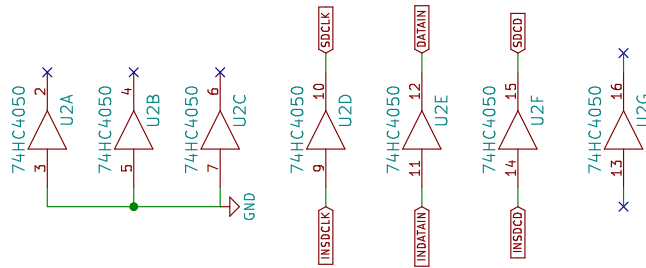 74HC4050
U2A
2
3
74HC4050
U2B
4
5
74HC4050
U2C
6
7
GND
SDCLK
74HC4050
U2D
10
9
INSDCLK
DATAIN
74HC4050
U2E
12
11
INDATAIN
SDCD
74HC4050
U2F
15
14
INSDCD
74HC4050
U2G
16
13